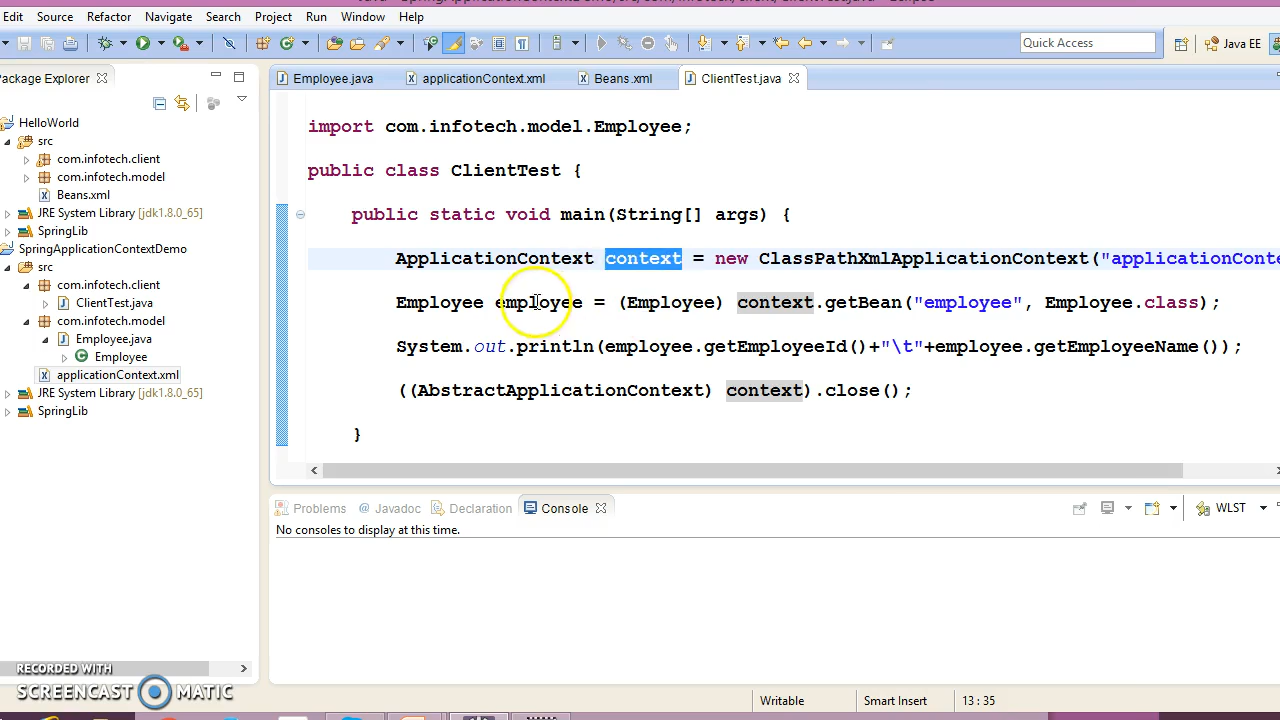 Edit Source Refactor Navigate Search Project Run Window Help
Quick Access
Java EE
Package Explorer
Employee.java
applicationContext.xml
Beans.xml
ClientTest.java
HelloWorld
src
com.infotech.client
com.infotech.model
Beans.xml
JRE System Library [jdk1.8.0_65]
SpringLib
SpringApplicationContextDemo
src
com.infotech.client
ClientTest.java
com.infotech.model
Employee.java
Employee
applicationContext.xml
JRE System Library [jdk1.8.0_65]
SpringLib
import com.infotech.model.Employee;
public class ClientTest {
public static void main(String[] args) {
ApplicationContext context = new ClassPathXmlApplicationContext("applicationConte
Employee employee = (Employee) context.getBean("employee", Employee.class);
System.out.println(employee.getEmployeeId()+"\t"+employee.getEmployeeName());
((AbstractApplicationContext) context).close();
}
Problems @ Javadoc Declaration Console
WLST
No consoles to display at this time.
RECORDED WITH
SCREENCAST MATIC
Writable
Smart Insert
13 : 35